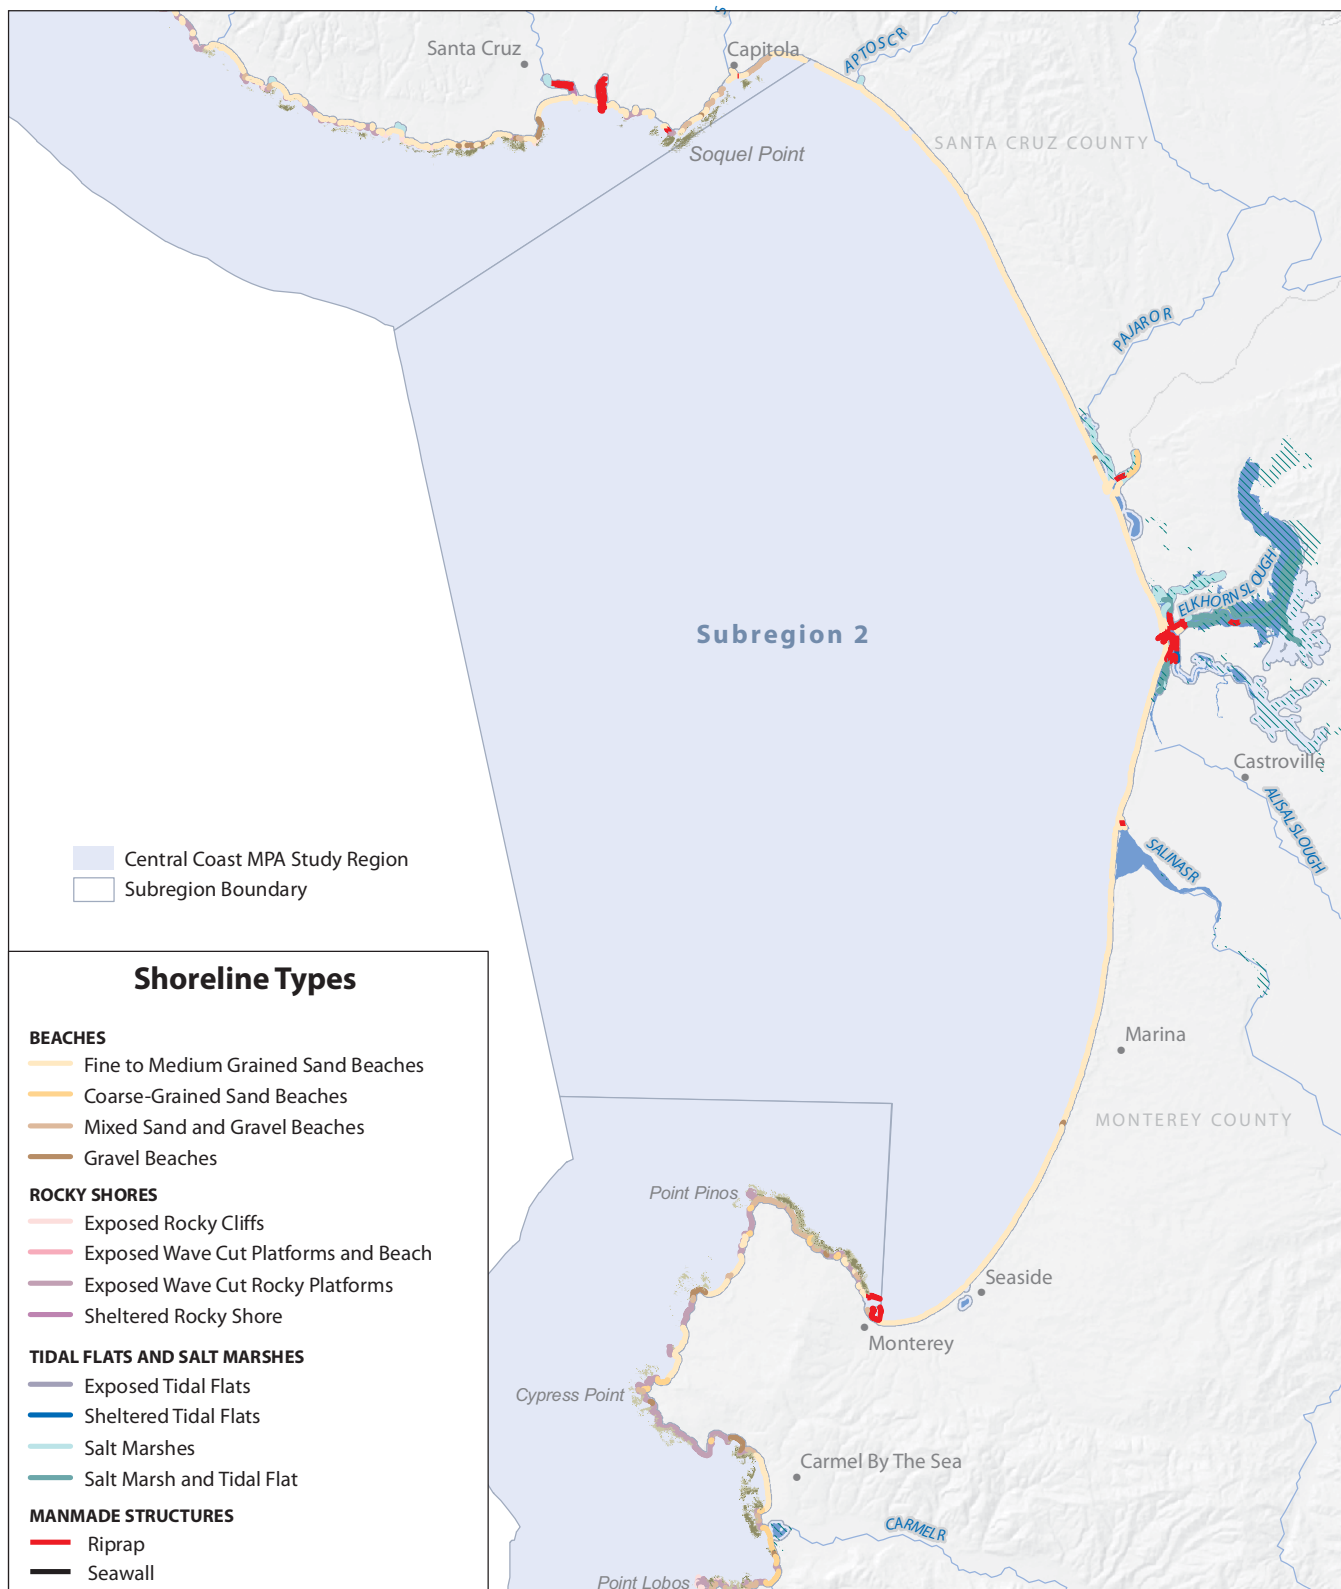 S
Santa Cruz
Capitola
APTOSCR
SANTA CRUZ COUNTY
Soquel Point
PAJARO R
ELKHORN SLOUGH
Subregion 2
Castroville
ALISAL SLOUGH
SALINAS R
Central Coast MPA Study Region
Subregion Boundary
Marina
MONTEREY COUNTY
Point Pinos
Seaside
Monterey
Cypress Point
Carmel By The Sea
CARMEL R
Point Lobos
Shoreline Types
BEACHES
Fine to Medium Grained Sand Beaches
Coarse-Grained Sand Beaches
Mixed Sand and Gravel Beaches
Gravel Beaches
ROCKY SHORES
Exposed Rocky Cliffs
Exposed Wave Cut Platforms and Beach
Exposed Wave Cut Rocky Platforms
Sheltered Rocky Shore
TIDAL FLATS AND SALT MARSHES
Exposed Tidal Flats
Sheltered Tidal Flats
Salt Marshes
Salt Marsh and Tidal Flat
MANMADE STRUCTURES
Riprap
Seawall